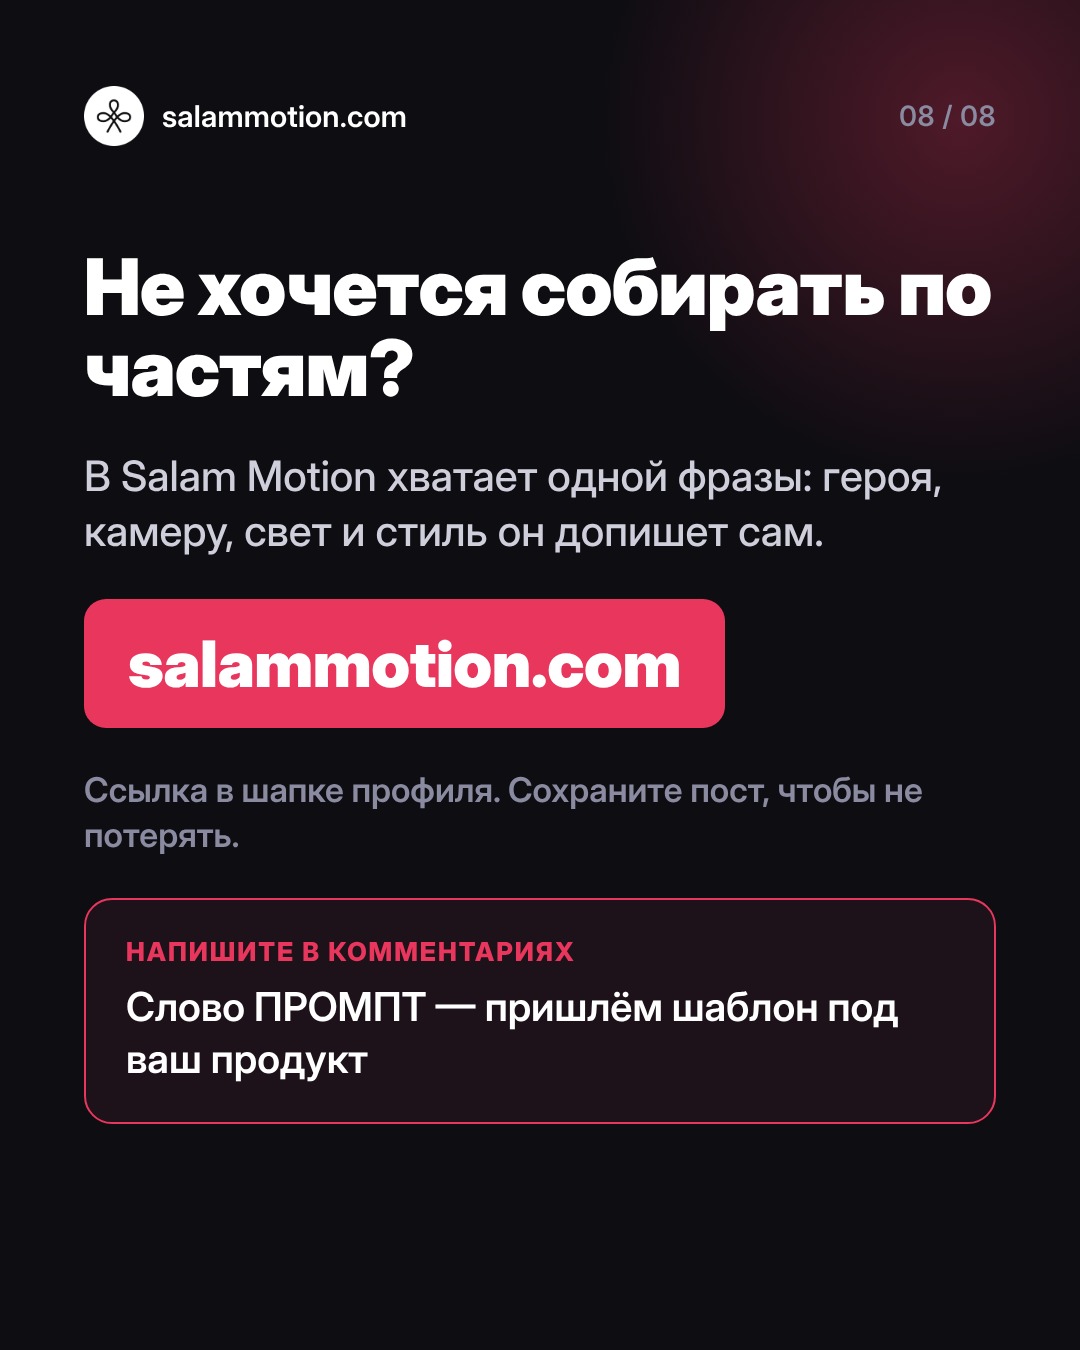 salammotion.com
08 / 08
Не хочется собирать по
частям?
В Salam Motion хватает одной фразы: героя,
камеру, свет и стиль он допишет сам.
salammotion.com
Ссылка в шапке профиля. Сохраните пост, чтобы не
потерять.
НАПИШИТЕ В КОММЕНТАРИЯХ
Слово ПРОМПТ — пришлём шаблон под
ваш продукт